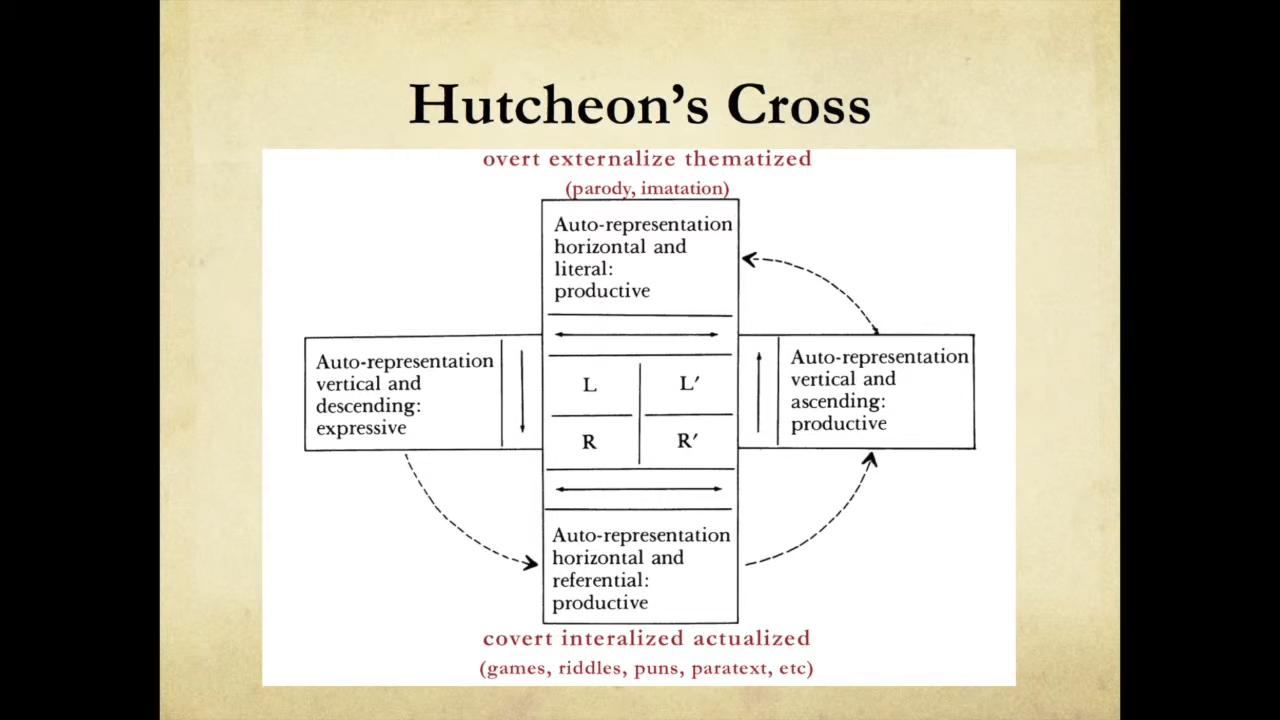 Hutcheon's Cross
overt externalize thematized
(parody, imatation)
Auto-representation
horizontal and
literal:
productive
Auto-representation
vertical and
descending:
expressive
L
L′
R
R′
Auto-representation
vertical and
ascending:
productive
Auto-representation
horizontal and
referential:
productive
covert interalized actualized
(games, riddles, puns, paratext, etc)